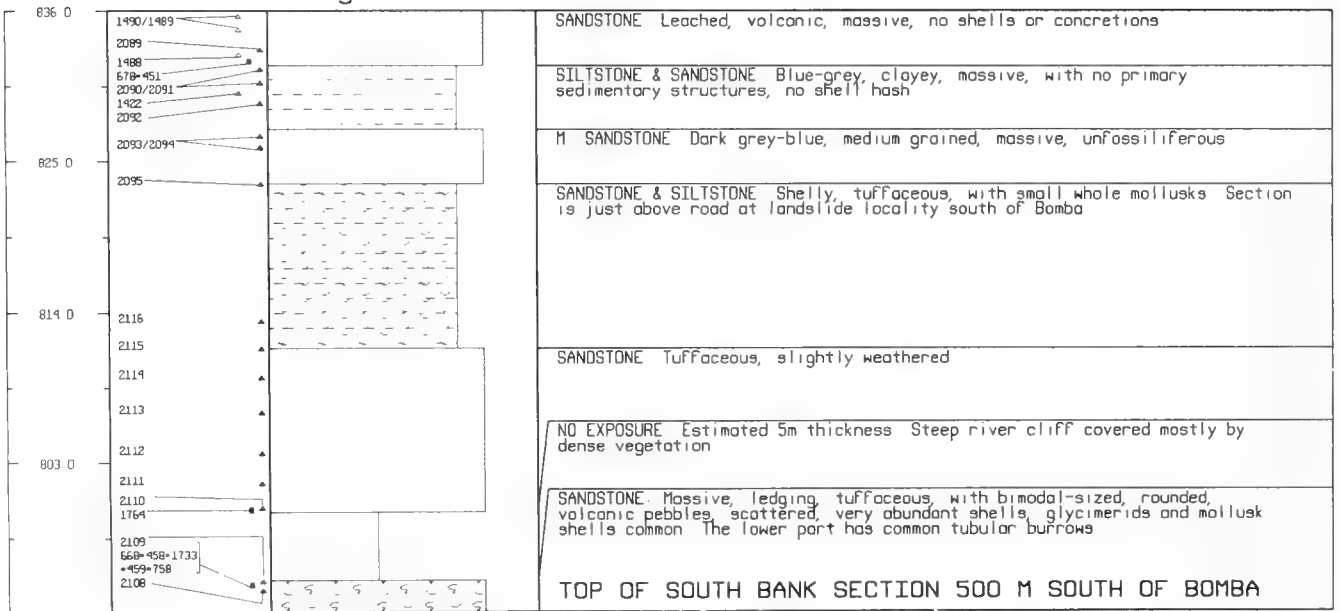 836 0
1490/1489
2089
1488
678=451
2090/2091
1422
2092
2093/2094
825 0
2095
814 0
2116
2115
2114
2113
2112
803 0
2111
2110
1764
2109
668=458=1733
=459=758
2108
SANDSTONE Leached, volcanic, massive, no shells or concretions
SILTSTONE & SANDSTONE Blue-grey, clayey, massive, with no primary
sedimentary structures, no shell hash
M SANDSTONE Dark grey-blue, medium grained, massive, unfossiliferous
SANDSTONE & SILTSTONE Shelly, tuffaceous, with small whole mollusks Section
is just above road at landslide locality south of Bomba
SANDSTONE Tuffaceous, slightly weathered
NO EXPOSURE Estimated 5m thickness Steep river cliff covered mostly by
dense vegetation
SANDSTONE Massive, ledging, tuffaceous, with bimodal-sized, rounded,
volcanic pebbles, scattered, very abundant shells, glycimerids and mollusk
shells common The lower part has common tubular burrows
TOP OF SOUTH BANK SECTION 500 M SOUTH OF BOMBA